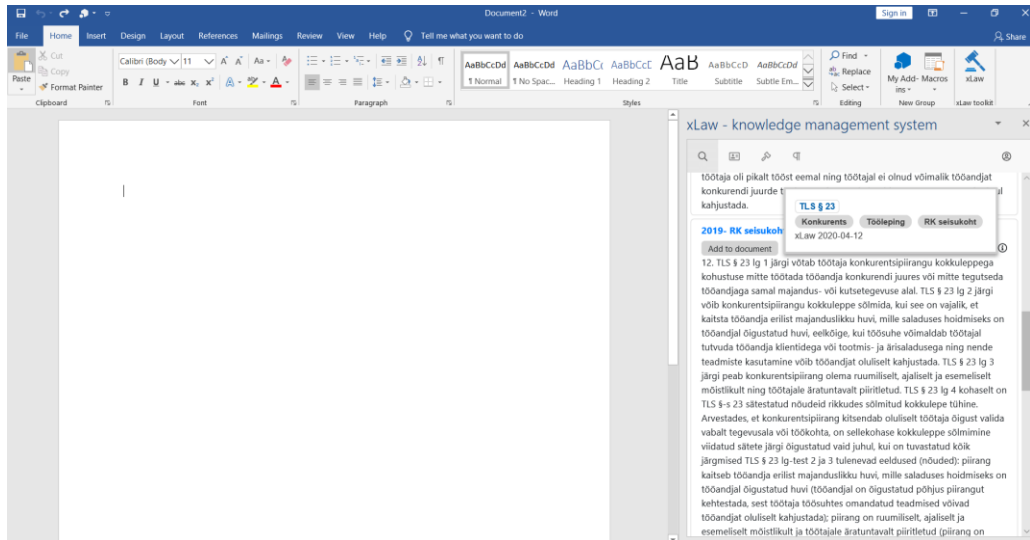 Document2 - Word
Sign in
File Home Insert Design Layout References Mailings Review View Help Tell me what you want to do
Share
Paste
Cut
Copy
Format Painter
Clipboard
Calibri (Body 11
Font
Paragraph
AaBbCcDd AaBbCcDd AaBbCc AaBbCcC AaB AaBbCcD AaBbCcDd
¶ Normal ¶ No Spac... Heading 1 Heading 2 Title Subtitle Subtle Em...
Styles
Find
Replace
Select
Editing
My Add-ins Macros
New Group
xLaw
xLaw toolkit
xLaw - knowledge management system
töötaja oli pikalt tööst eemal ning töötajal ei olnud võimalik tööandjat
konkurendi juurde
kahjustada.
TLS § 23
Konkurents Tööleping RK seisukoht
xLaw 2020-04-12
2019- RK seisukoh
Add to document
12. TLS § 23 lg 1 järgi võtab töötaja konkurentsipiirangu kokkuleppega
kohustuse mitte töötada tööandja konkurendi juures või mitte tegutseda
tööandjaga samal majandus- või kutsetegevuse alal. TLS § 23 lg 2 järgi
võib konkurentsipiirangu kokkuleppe sõlmida, kui see on vajalik, et
kaitsta tööandja erilist majanduslikku huvi, mille saladuses hoidmiseks on
tööandjal õigustatud huvi, eelkõige, kui töösuhe võimaldab töötajal
tutvuda tööandja klientidega või tootmis- ja ärisaladusega ning nende
teadmiste kasutamine võib tööandjat oluliselt kahjustada. TLS § 23 lg 3
järgi peab konkurentsipiirang olema ruumiliselt, ajaliselt ja esemeliselt
mõistlikult ning töötajale äratuntavalt piiritletud. TLS § 23 lg 4 kohaselt on
TLS §-s 23 sätestatud nõudeid rikkudes sõlmitud kokkulepe tühine.
Arvestades, et konkurentsipiirang kitsendab oluliselt töötaja õigust valida
vabalt tegevusala või töökohta, on sellekohase kokkuleppe sõlmimine
viidatud sätete järgi õigustatud vaid juhul, kui on tuvastatud kõik
järgmised TLS § 23 lg-test 2 ja 3 tulenevad eeldused (nõuded): piirang
kaitseb tööandja erilist majanduslikku huvi, mille saladuses hoidmiseks on
tööandjal õigustatud huvi (tööandjal on õigustatud põhjus piirangut
kehtestada, sest töötaja töösuhtes omandatud teadmised võivad
tööandjat oluliselt kahjustada); piirang on ruumiliselt, ajaliselt ja
esemeliselt mõistlikult ja töötajale äratuntavalt piiritletud (piirang on